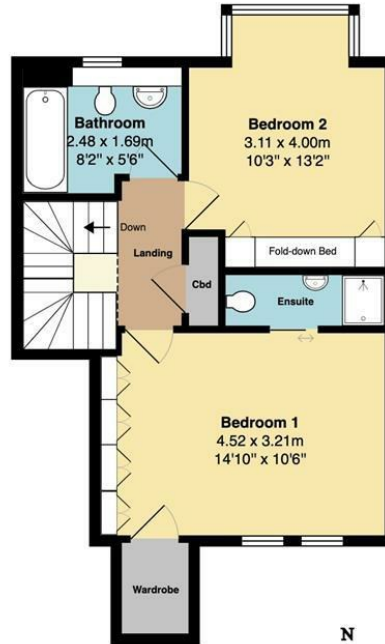 Bathroom
2.48 x 1.69m
8'2" x 5'6"
Bedroom 2
3.11 x 4.00m
10'3" x 13'2"
Down
Landing
Fold-down Bed
Cbd
Ensuite
Bedroom 1
4.52 x 3.21m
14'10" x 10'6"
Wardrobe
N